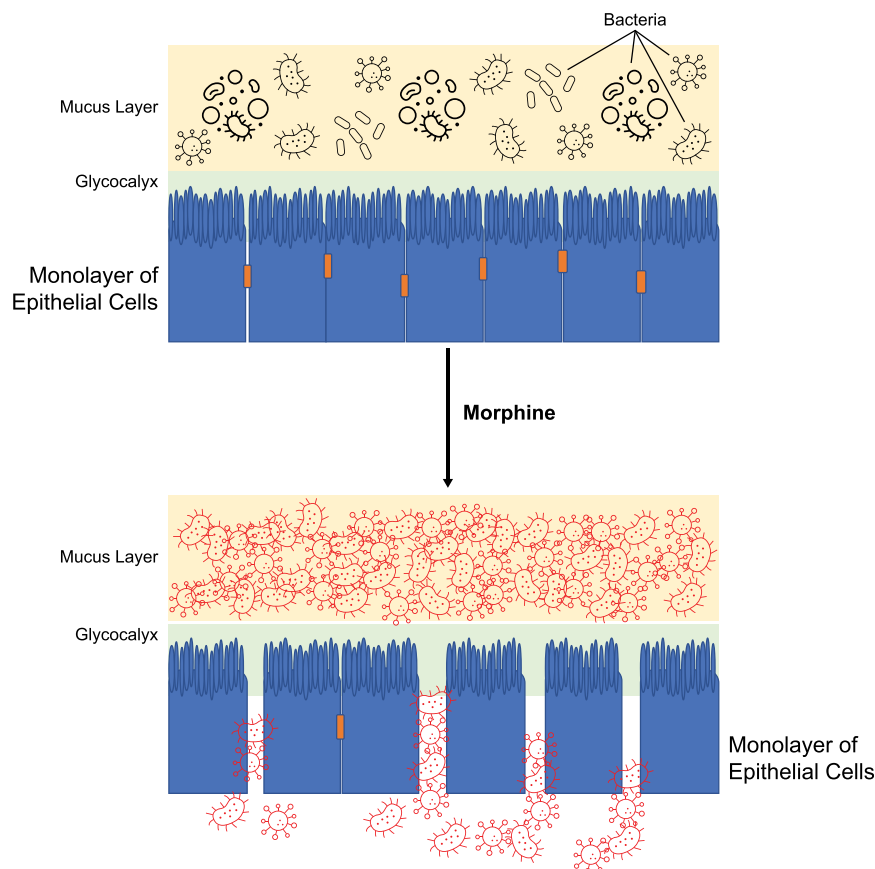 Bacteria
Mucus Layer
Glycocalyx
Monolayer of
Epithelial Cells
Morphine
Mucus Layer
Glycocalyx
Monolayer of
Epithelial Cells